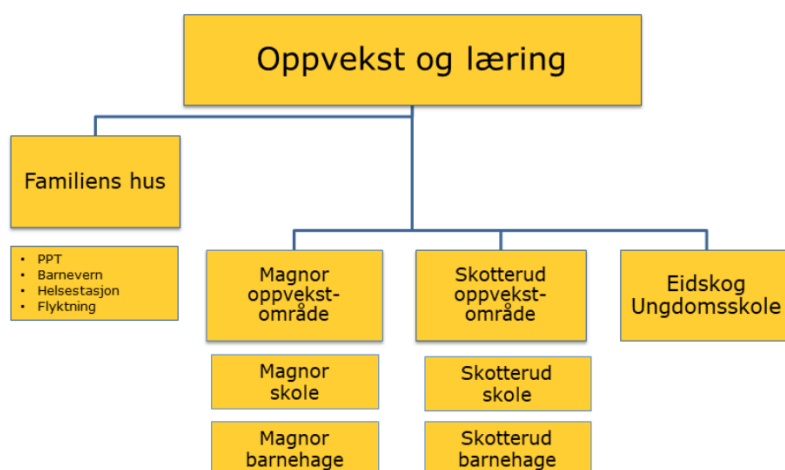 Oppvekst og læring
Familiens hus
• PPT
• Barnevern
• Helsestasjon
• Flyktning
Magnor
oppvekst-
område
Skotterud
oppvekst-
område
Eidskog
Ungdomsskole
Magnor
skole
Skotterud
skole
Magnor
barnehage
Skotterud
barnehage